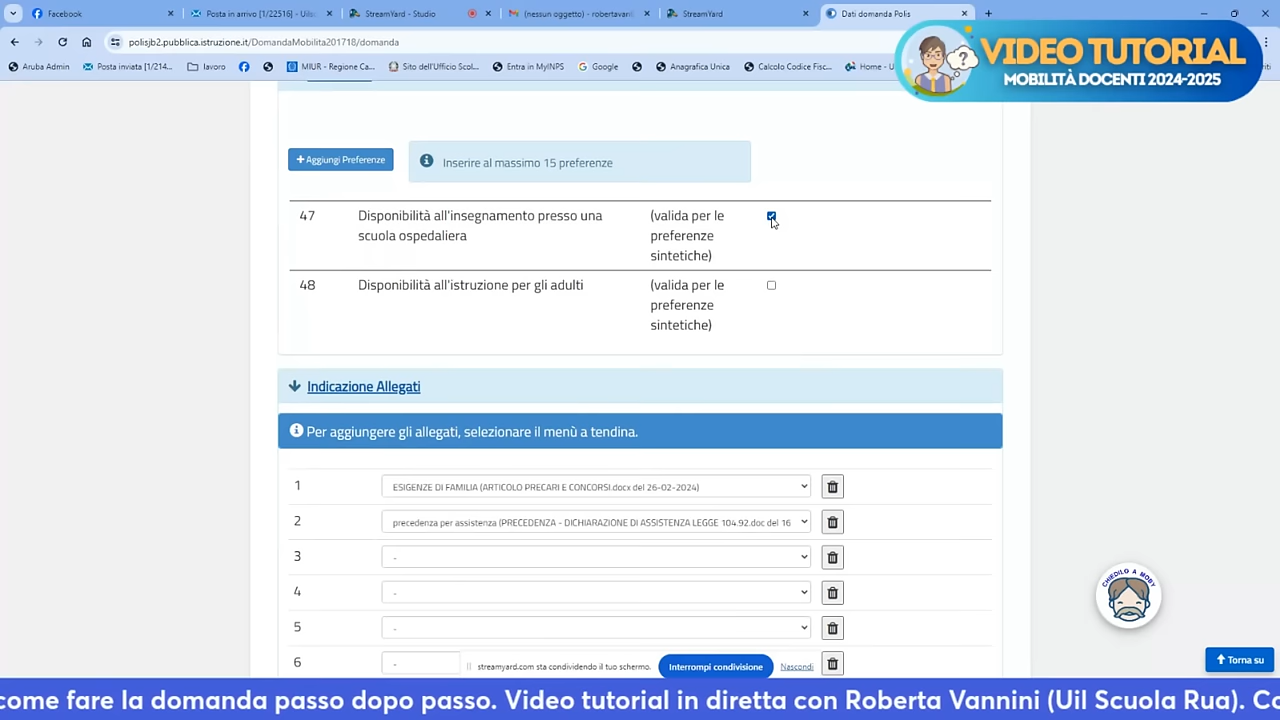 Facebook
Posta in arrivo [1/22516] - Uilsc
StreamYard - Studio
(nessun oggetto) - robertavari
StreamYard
Dati domanda Polis
polisjb2.pubblica.istruzione.it/DomandaMobilita201718/domanda
VIDEO TUTORIAL
MOBILITÀ DOCENTI 2024-2025
Aruba Admin
Posta inviata [1/214...
lavoro
MIUR - Regione Ca...
Sito dell'Ufficio Scol...
Entra in MyINPS
Google
Anagrafica Unica
Calcolo Codice Fisc...
Home - U
Aggiungi Preferenze
Inserire al massimo 15 preferenze
47 Disponibilità all'insegnamento presso una (valida per le
scuola ospedaliera preferenze
sintetiche)
48 Disponibilità all'istruzione per gli adulti (valida per le
preferenze
sintetiche)
Indicazione Allegati
Per aggiungere gli allegati, selezionare il menù a tendina.
1 ESIGENZE DI FAMILIA (ARTICOLO PRECARI E CONCORSI.docx del 26-02-2024)
2 precedenza per assistenza (PRECEDENZA - DICHIARAZIONE DI ASSISTENZA LEGGE 104.92.doc del 16
3 -
4 -
5 -
6 -
CHIEDILO A MOBY
streamyard.com sta condividendo il tuo schermo.
Interrompi condivisione
Nascondi
Torna su
come fare la domanda passo dopo passo. Video tutorial in diretta con Roberta Vannini (Uil Scuola Rua). Co